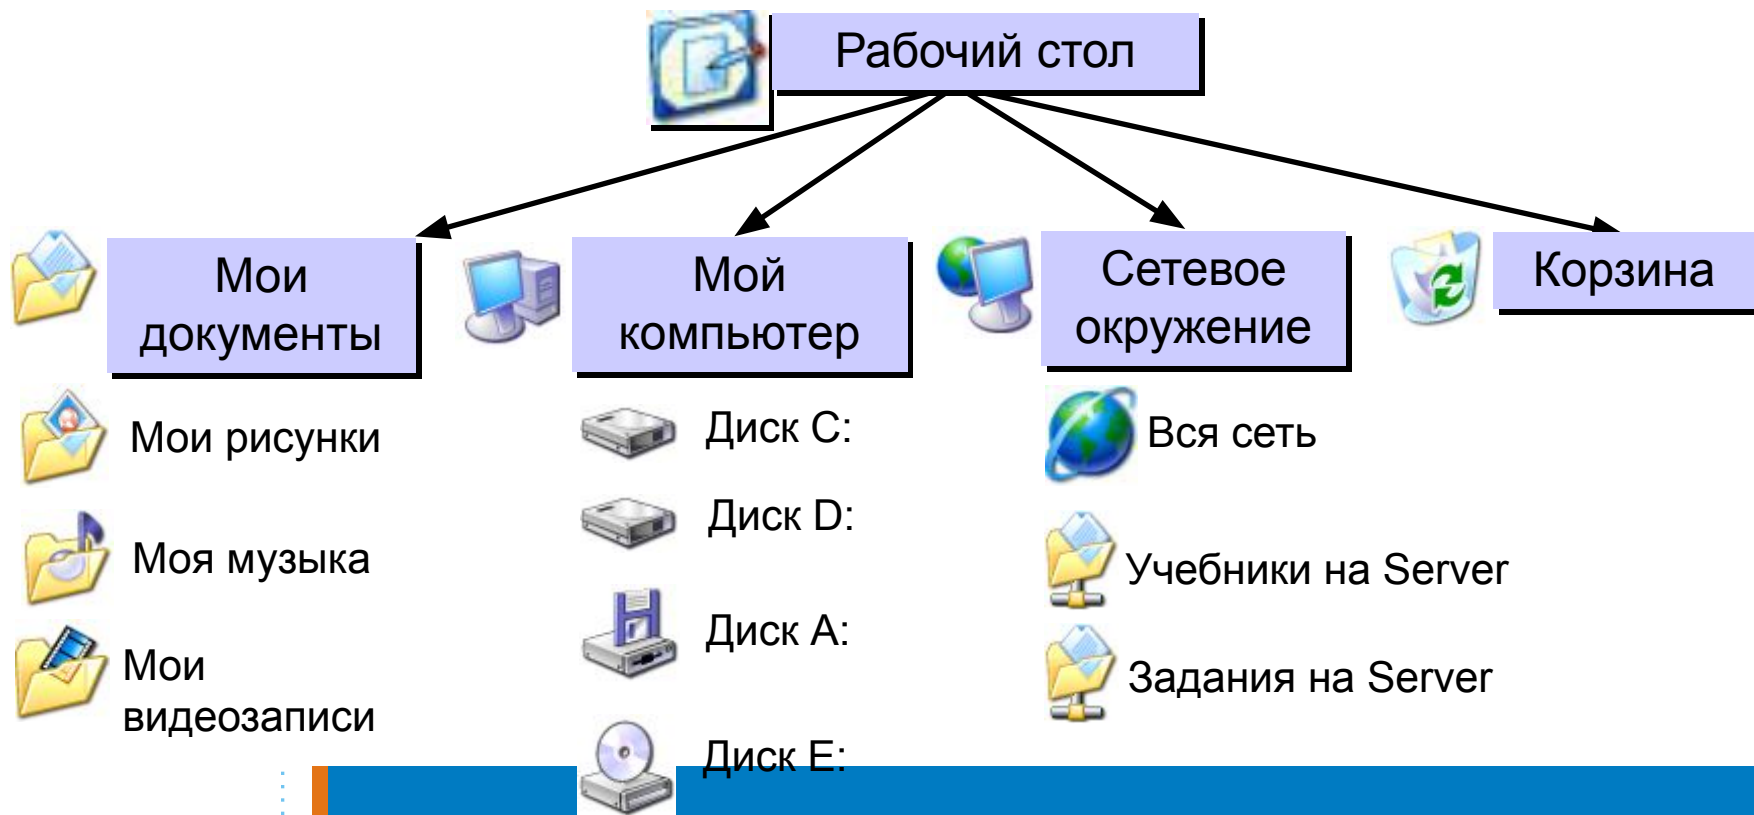 Рабочий стол
Мои
документы
Мой
компьютер
Сетевое
окружение
Корзина
Мои рисунки
Моя музыка
Мои
видеозаписи
Диск C:
Диск D:
Диск A:
Диск E:
Вся сеть
Учебники на Server
Задания на Server